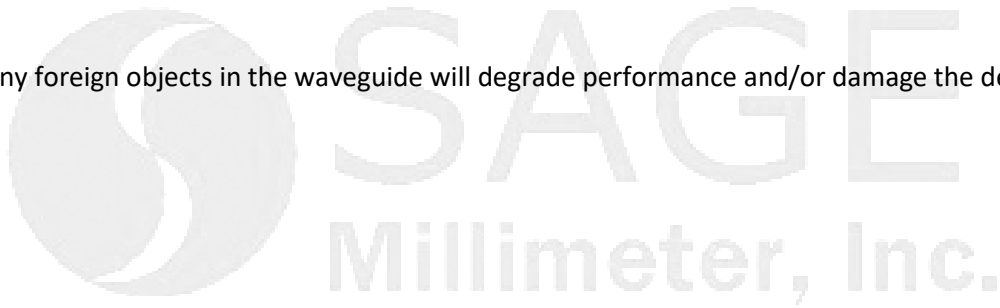 ny foreign objects in the waveguide will degrade performance and/or damage the de
SAGE
Millimeter, Inc.